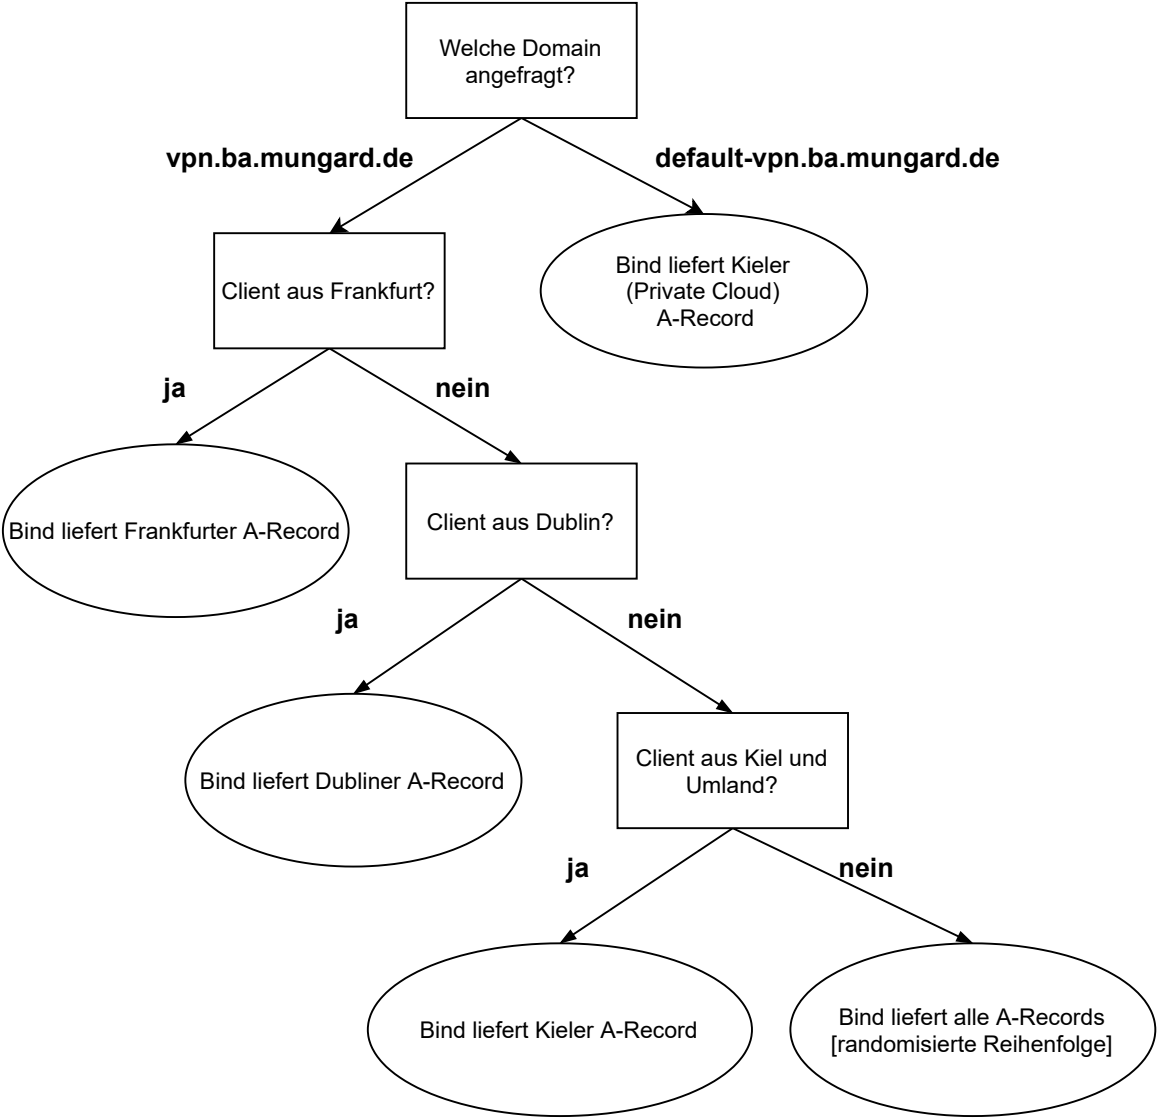 Welche Domain
angefragt?
vpn.ba.mungard.de
default-vpn.ba.mungard.de
Client aus Frankfurt?
Bind liefert Kieler
(Private Cloud)
A-Record
ja
nein
Bind liefert Frankfurter A-Record
Client aus Dublin?
ja
nein
Bind liefert Dubliner A-Record
Client aus Kiel und
Umland?
ja
nein
Bind liefert Kieler A-Record
Bind liefert alle A-Records
[randomisierte Reihenfolge]